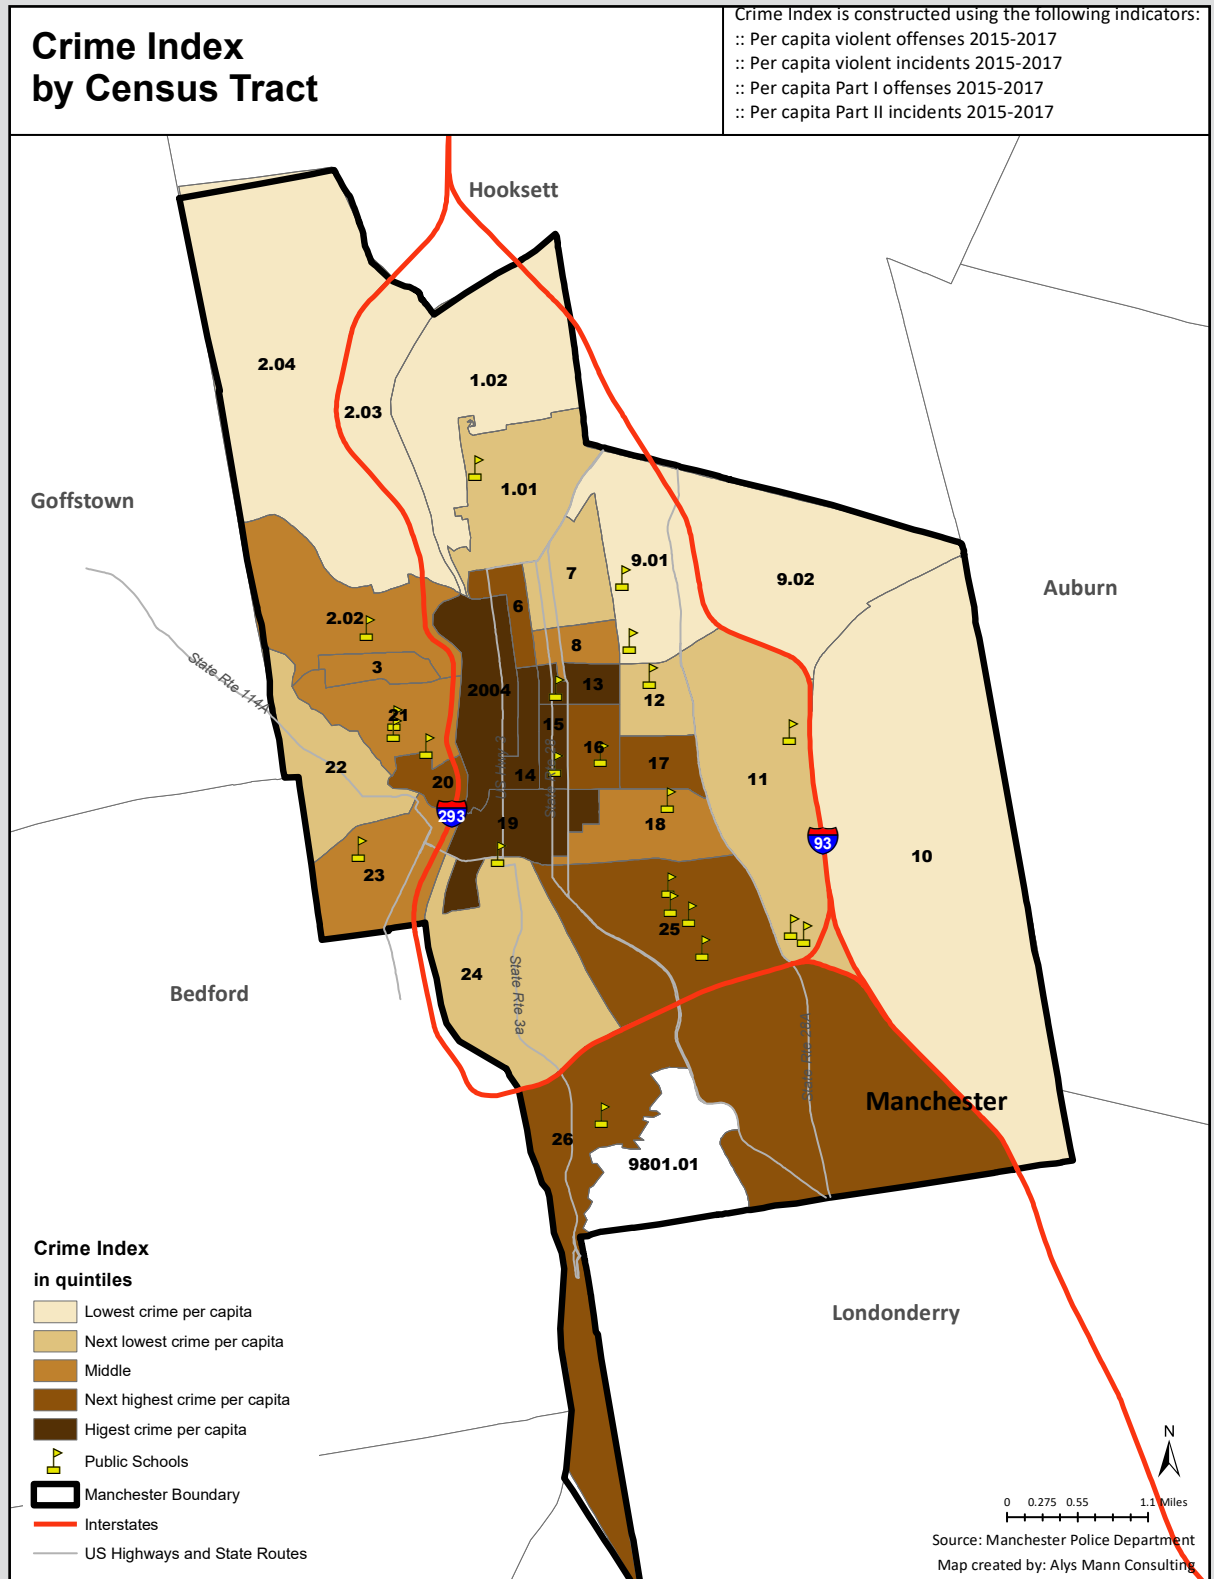 Crime Index
by Census Tract
Crime Index is constructed using the following indicators:
:: Per capita violent offenses 2015-2017
:: Per capita violent incidents 2015-2017
:: Per capita Part I offenses 2015-2017
:: Per capita Part II incidents 2015-2017
Hooksett
2.04
1.02
2.03
1.01
Goffstown
9.01
7
9.02
Auburn
6
2.02
8
3
State Rte 114A
13
2004
12
21
15
16
17
22
14
20
11
293
19
18
93
10
23
25
24
Bedford
State Rte 3a
Manchester
26
9801.01
Londonderry
Crime Index
in quintiles
Lowest crime per capita
Next lowest crime per capita
Middle
Next highest crime per capita
Higest crime per capita
Public Schools
Manchester Boundary
Interstates
US Highways and State Routes
N
0 0.275 0.55 1.1 Miles
Source: Manchester Police Department
Map created by: Alys Mann Consulting